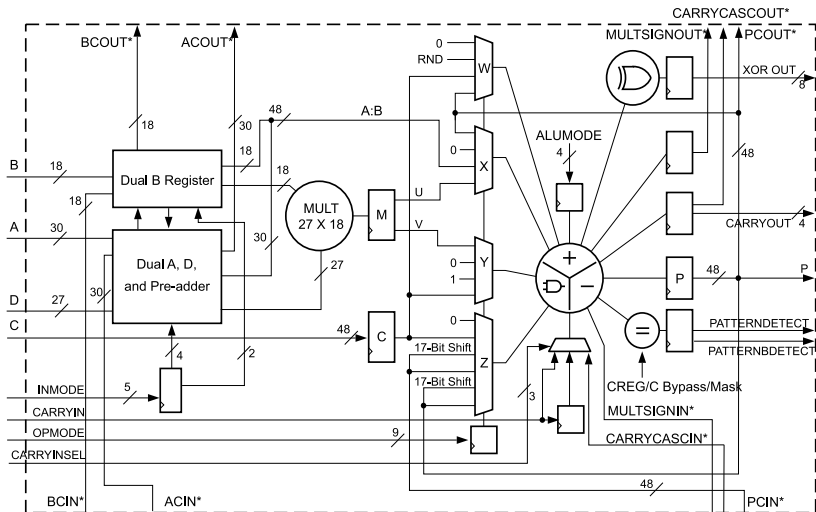 CARRYCASCOUT*
BCOUT*
ACOUT*
MULTSIGNOUT*
PCOUT*
0
RND
W
XOR OUT
8
18
30
48
A:B
18
18
0
X
ALUMODE
4
48
B
18
Dual B Register
MULT
27 X 18
M
U
V
CARRYOUT
4
A
30
18
30
Dual A, D,
and Pre-adder
27
Y
0
1
+
−
P
48
P
D
27
30
C
48
C
0
17-Bit Shift
Z
17-Bit Shift
=
PATTERNDETECT
PATTERNBDETECT
4
2
3
CREG/C Bypass/Mask
INMODE
5
CARRYIN
MULTSIGNIN*
OPMODE
9
CARRYCASCIN*
CARRYINSEL
48
BCIN*
ACIN*
PCIN*